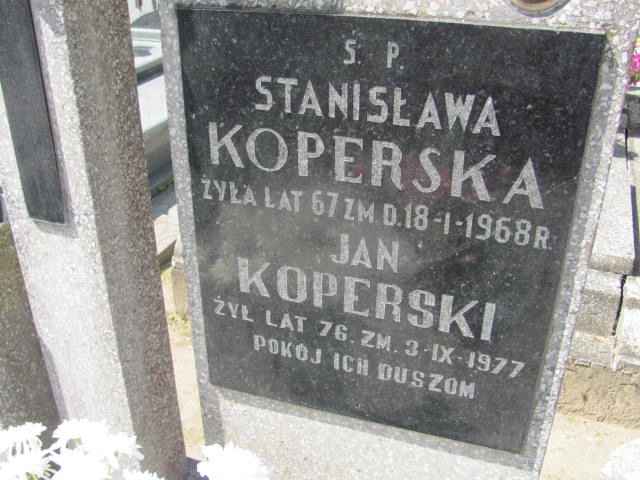 Ś. P.
STANISŁAWA
KOPERSKA
ŻYŁA LAT 67 ZM. D. 18-I-1968 R.
JAN
KOPERSKI
ŻYŁ LAT 76. ZM. 3-IX-1977
POKÓJ ICH DUSZOM